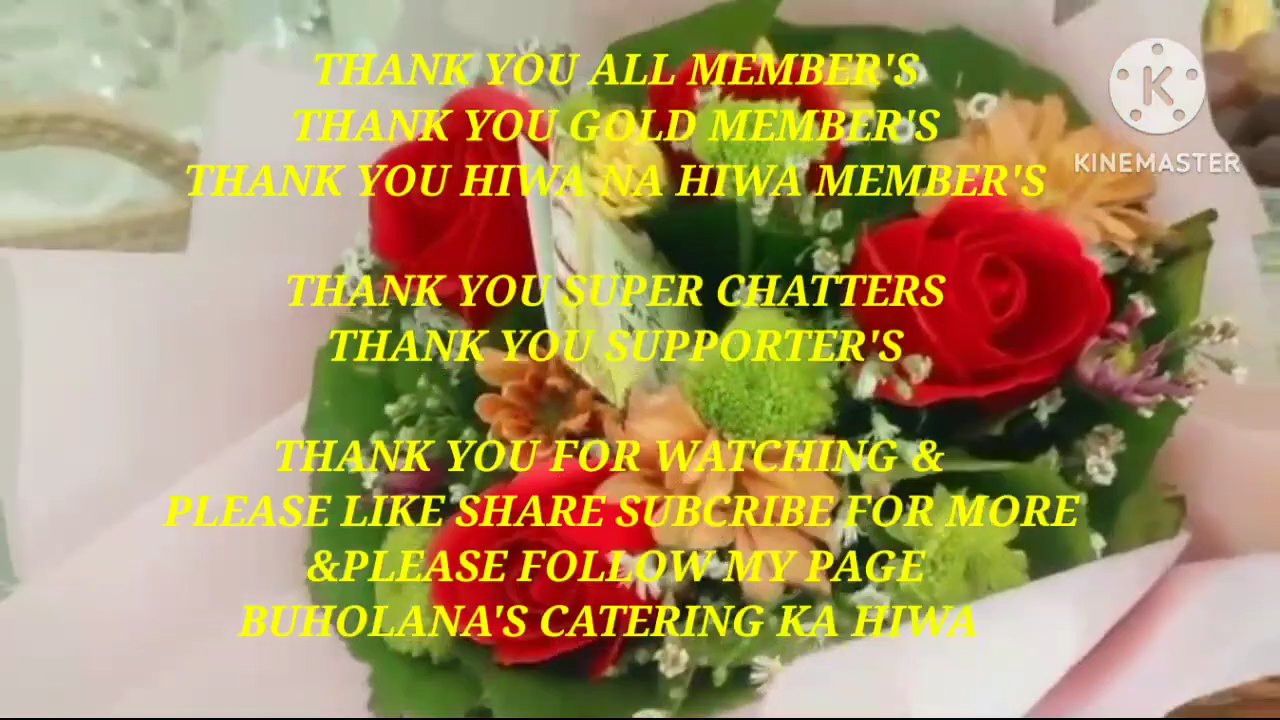 THANK YOU ALL MEMBER'S
THANK YOU GOLD MEMBER'S
THANK YOU HIWA NA HIWA MEMBER'S
THANK YOU SUPER CHATTERS
THANK YOU SUPPORTER'S
THANK YOU FOR WATCHING &
PLEASE LIKE SHARE SUBCRIBE FOR MORE
&PLEASE FOLLOW MY PAGE
BUHOLANA'S CATERING KA HIWA
K
KINEMASTER